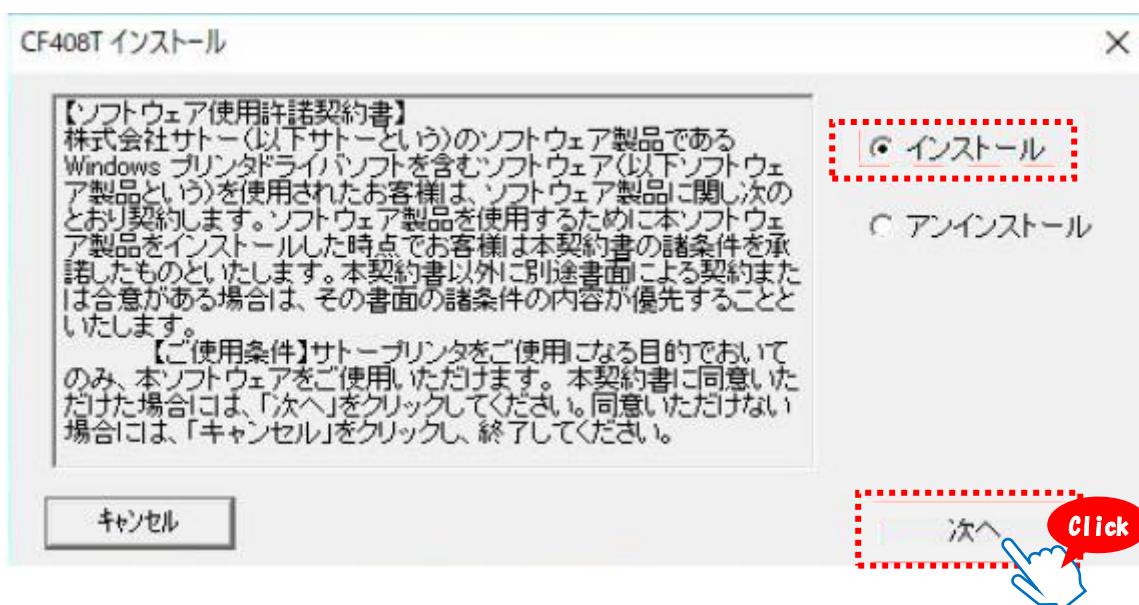 CF408T インストール
【ソフトウェア使用許諾契約書】
株式会社サトー(以下サトーという)のソフトウェア製品である
Windows プリンタドライバソフトを含むソフトウェア(以下ソフトウェ
ア製品という)を使用されたお客様は、ソフトウェア製品に関し次の
とおり契約します。ソフトウェア製品を使用するために本ソフトウェ
ア製品をインストールした時点でお客様は本契約書の諸条件を承
諾したものといたします。本契約書以外に別途書面による契約また
は合意がある場合は、その書面の諸条件の内容が優先することと
いたします。
【ご使用条件】サトープリンタをご使用になる目的でおいて
のみ、本ソフトウェアをご使用いただけます。本契約書に同意いた
だけた場合には、「次へ」をクリックしてください。同意いただけない
場合には、「キャンセル」をクリックし、終了してください。
インストール
アンインストール
キャンセル
次へ
Click